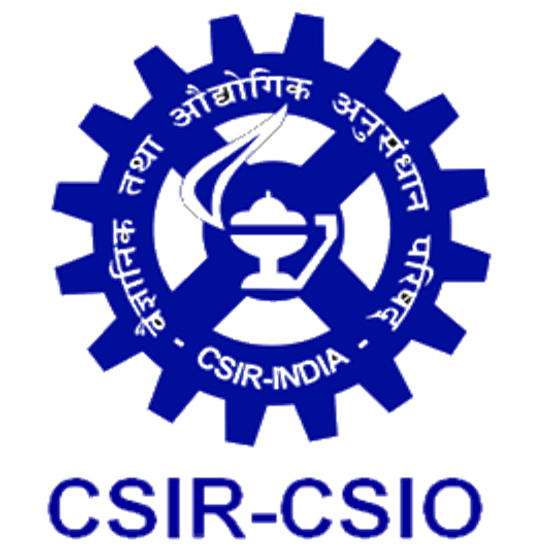 वैज्ञानिक तथा औद्योगिक अनुसंधान परिषद्
- CSIR-INDIA -
CSIR-CSIO